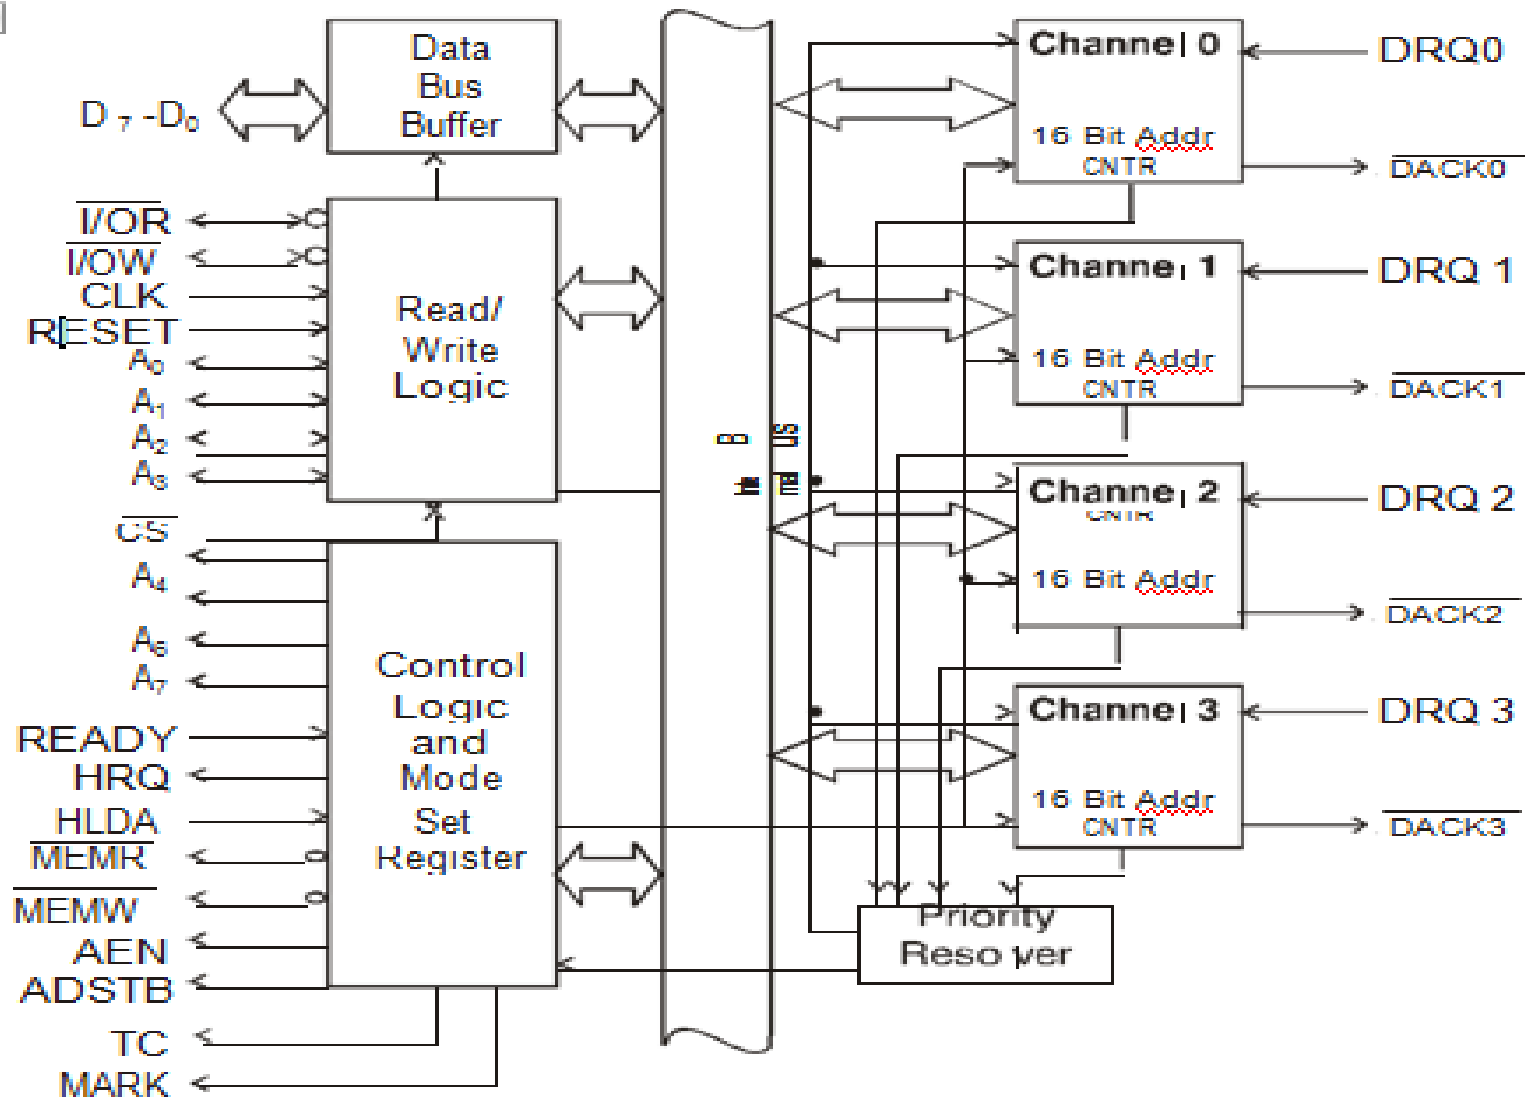 Data
Bus
Buffer
D7 -D0
I/OR
I/OW
CLK
RESET
A0
A1
A2
A3
CS
A4
A6
A7
READY
HRQ
HLDA
MEMR
MEMW
AEN
ADSTB
TC
MARK
Read/
Write
Logic
Control
Logic
and
Mode
Set
Register
B US
Channel 0
16 Bit Addr
CNTR
DRQ0
DACK0
Channel 1
16 Bit Addr
CNTR
DRQ 1
DACK1
Channel 2
CNTR
16 Bit Addr
DRQ 2
DACK2
Channel 3
16 Bit Addr
CNTR
DRQ 3
DACK3
Priority
Resolver